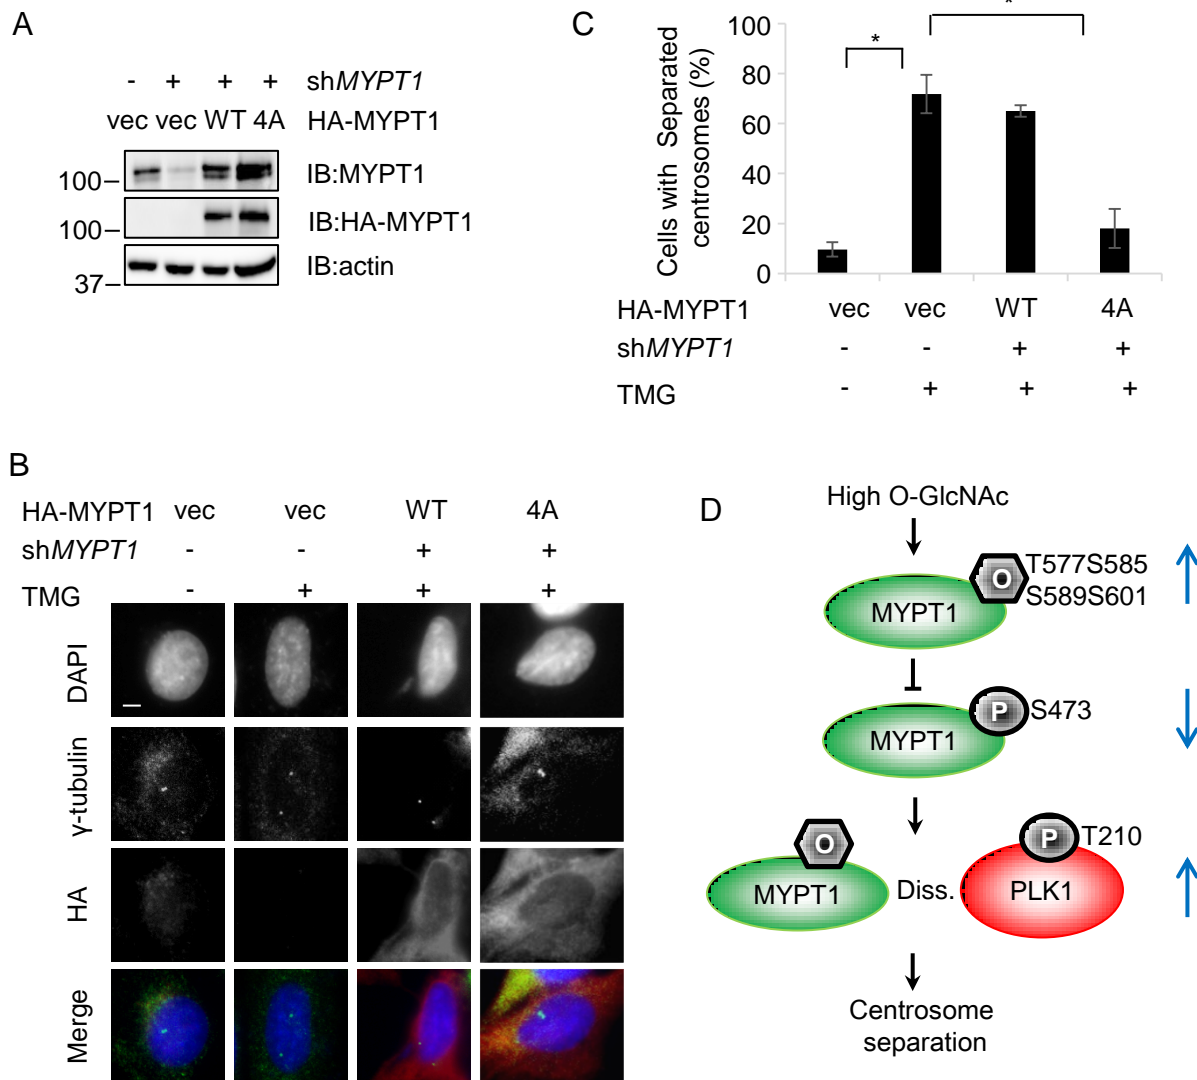 A
- + + + shMYPT1
vec vec WT 4A HA-MYPT1
100 IB:MYPT1
100 IB:HA-MYPT1
IB:actin
37
C
*
*
Cells with Separated
centrosomes (%)
100
80
60
40
20
0
HA-MYPT1 vec vec WT 4A
shMYPT1 - - + +
TMG - + + +
B
HA-MYPT1 vec vec WT 4A
shMYPT1 - - + +
TMG - + + +
DAPI
γ-tubulin
HA
Merge
D
High O-GlcNAc
O T577S585
S589S601
MYPT1
P S473
MYPT1
O
P T210
MYPT1 Diss. PLK1
Centrosome
separation